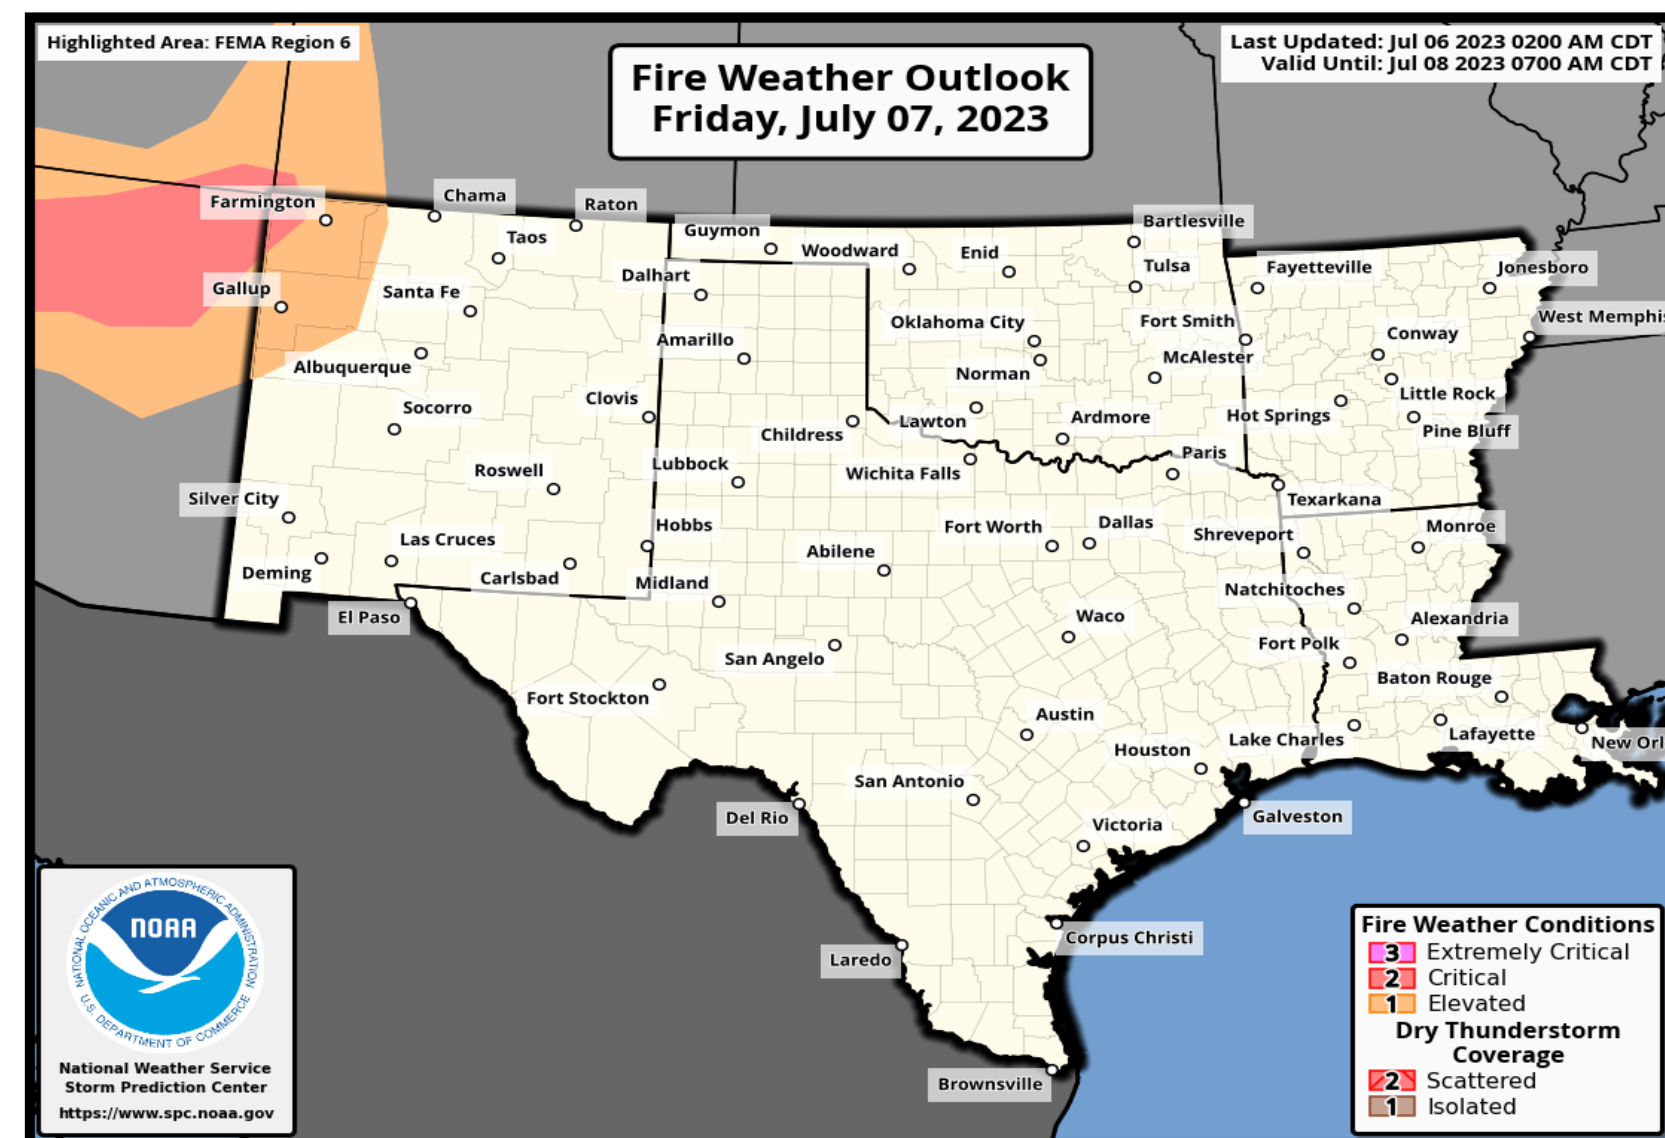 Highlighted Area: FEMA Region 6
Fire Weather Outlook
Friday, July 07, 2023
Last Updated: Jul 06 2023 0200 AM CDT
Valid Until: Jul 08 2023 0700 AM CDT
Farmington
Chama
Raton
Taos
Guymon
Woodward
Enid
Bartlesville
Tulsa
Fayetteville
Jonesboro
Gallup
Santa Fe
Dalhart
Oklahoma City
Fort Smith
Conway
West Memphis
Albuquerque
Amarillo
Norman
McAlester
Little Rock
Socorro
Clovis
Childress
Lawton
Ardmore
Hot Springs
Pine Bluff
Roswell
Lubbock
Wichita Falls
Paris
Texarkana
Silver City
Las Cruces
Hobbs
Abilene
Fort Worth
Dallas
Shreveport
Monroe
Deming
Carlsbad
Midland
Natchitoches
El Paso
Waco
Alexandria
San Angelo
Fort Polk
Fort Stockton
Baton Rouge
Austin
Houston
Lake Charles
Lafayette
New Orl
San Antonio
Del Rio
Victoria
Galveston
Laredo
Corpus Christi
Brownsville
NATIONAL OCEANIC AND ATMOSPHERIC ADMINISTRATION
NOAA
U.S. DEPARTMENT OF COMMERCE
National Weather Service
Storm Prediction Center
https://www.spc.noaa.gov
Fire Weather Conditions
3 Extremely Critical
2 Critical
1 Elevated
Dry Thunderstorm
Coverage
2 Scattered
1 Isolated